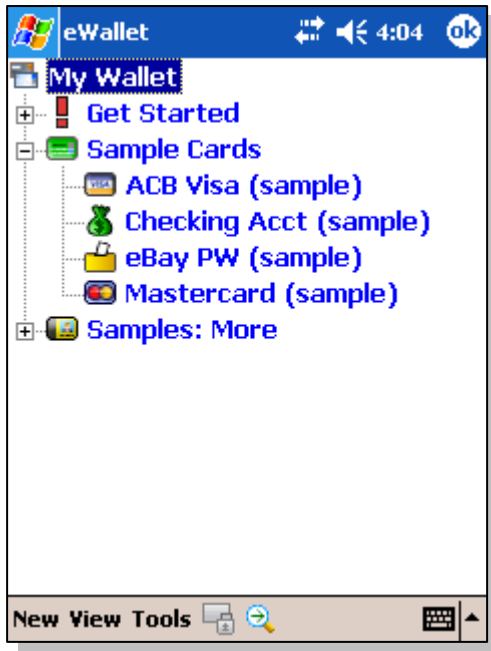 eWallet 4:04 ok
My Wallet
Get Started
Sample Cards
VISA ACB Visa (sample)
Checking Acct (sample)
eBay PW (sample)
Mastercard (sample)
Samples: More
New View Tools